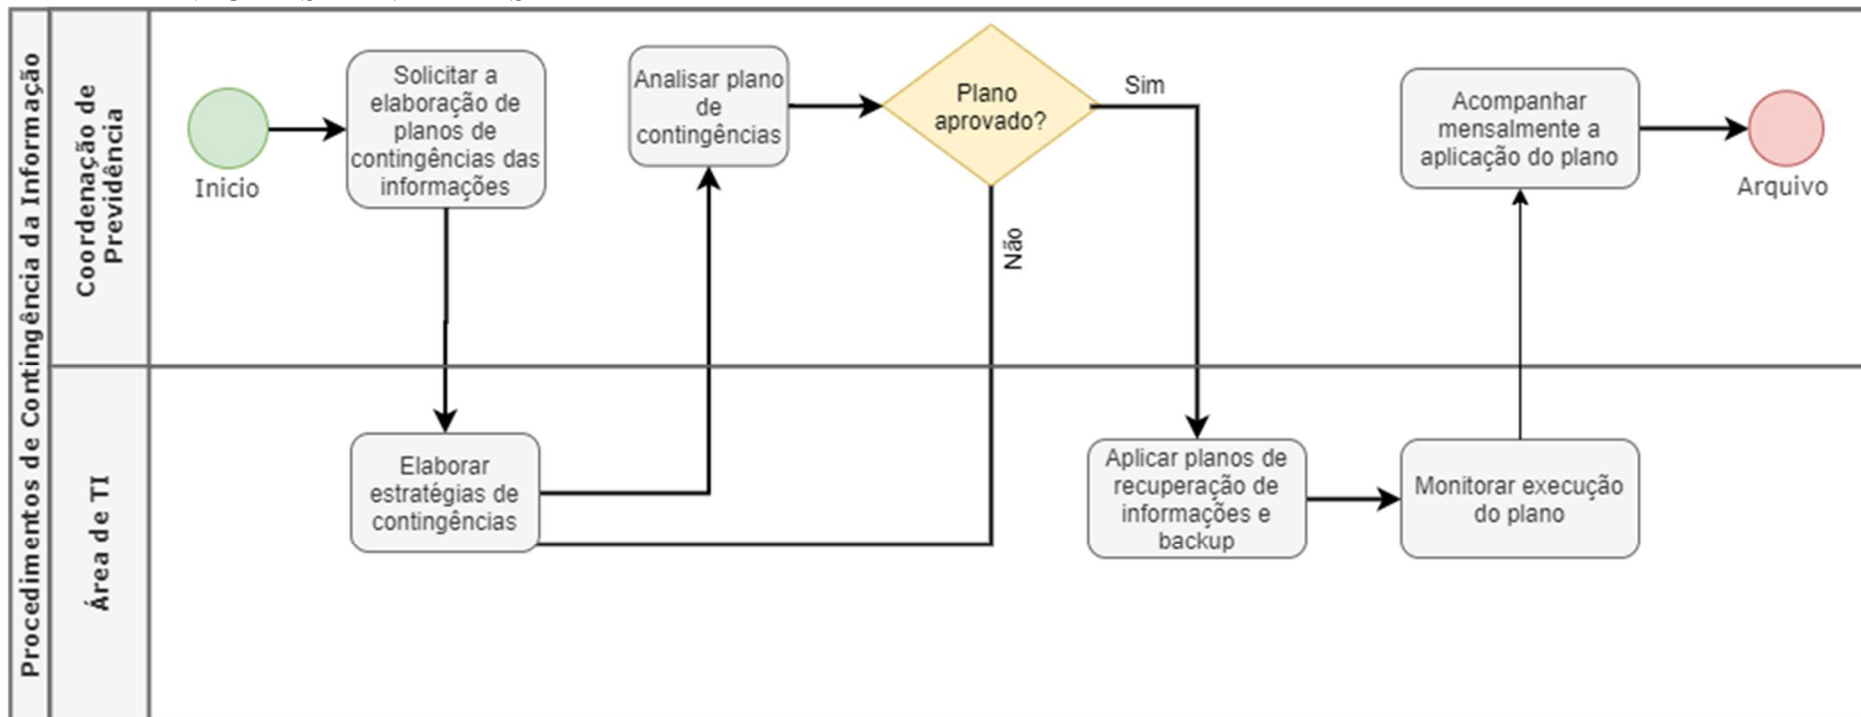 Procedimentos de Contingência da Informação
Coordenação de
Previdência
Inicio
Solicitar a
elaboração de
planos de
contingências das
informações
Analisar plano
de
contingências
Plano
aprovado?
Sim
Não
Acompanhar
mensalmente a
aplicação do plano
Arquivo
Área de TI
Elaborar
estratégias de
contingências
Aplicar planos de
recuperação de
informações e
backup
Monitorar execução
do plano